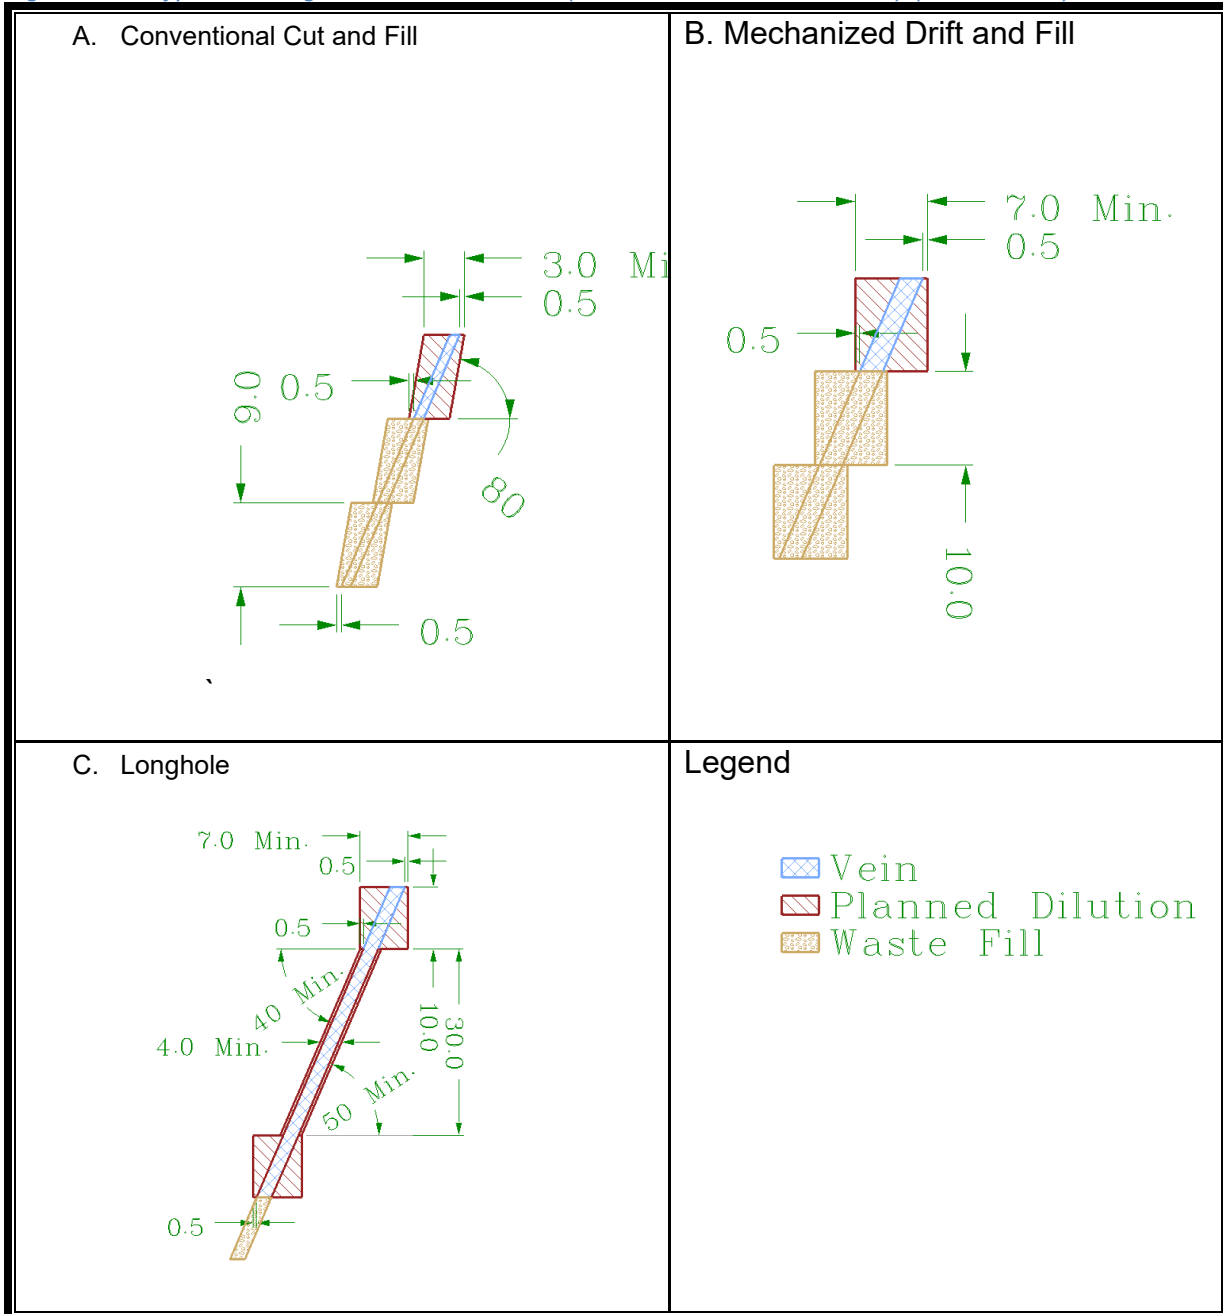 A. Conventional Cut and Fill
3.0 Mi
0.5
0.5
9.0
80
0.5
`
B. Mechanized Drift and Fill
7.0 Min.
0.5
0.5
10.0
C. Longhole
7.0 Min.
0.5
0.5
40 Min.
10.0
30.0
4.0 Min.
50 Min.
0.5
Legend
Vein
Planned Dilution
Waste Fill